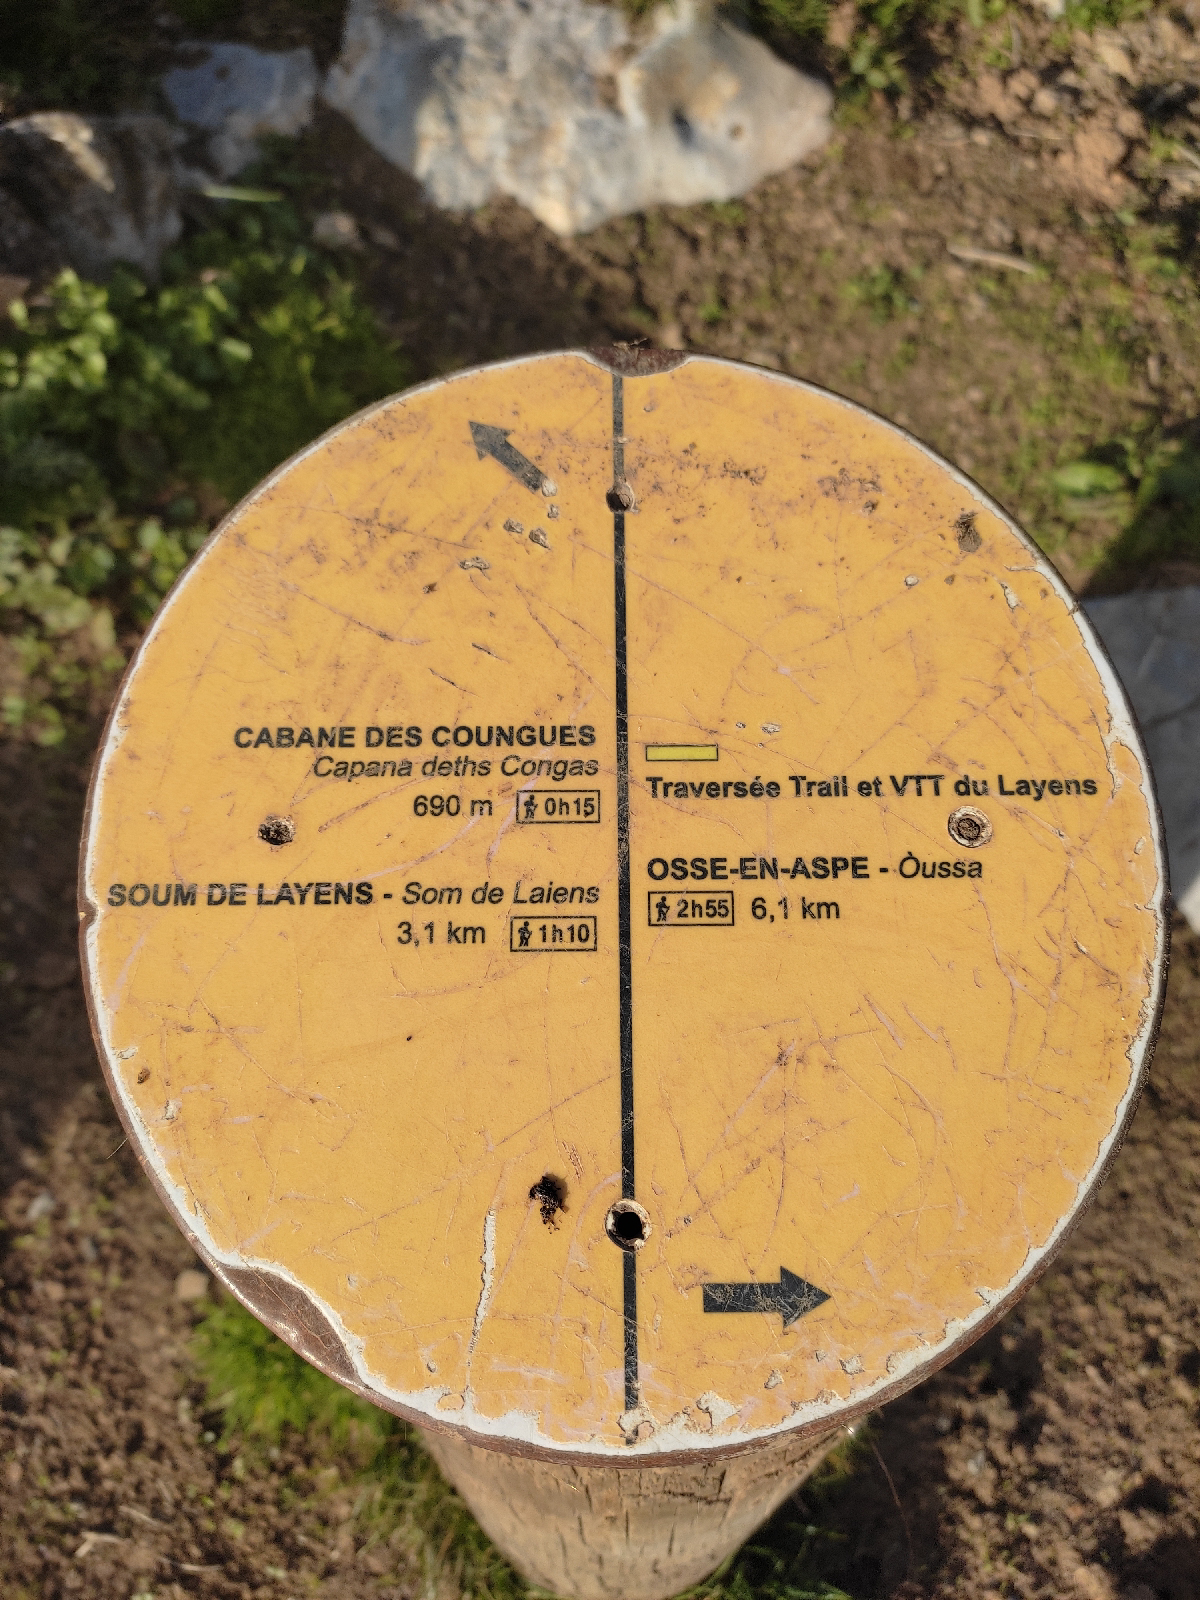 CABANE DES COUNGUES
Capana deths Congas
690 m 0h15
SOUM DE LAYENS - Som de Laiens
3,1 km 1h10
Traversée Trail et VTT du Layens
OSSE-EN-ASPE - Òussa
2h55 6,1 km